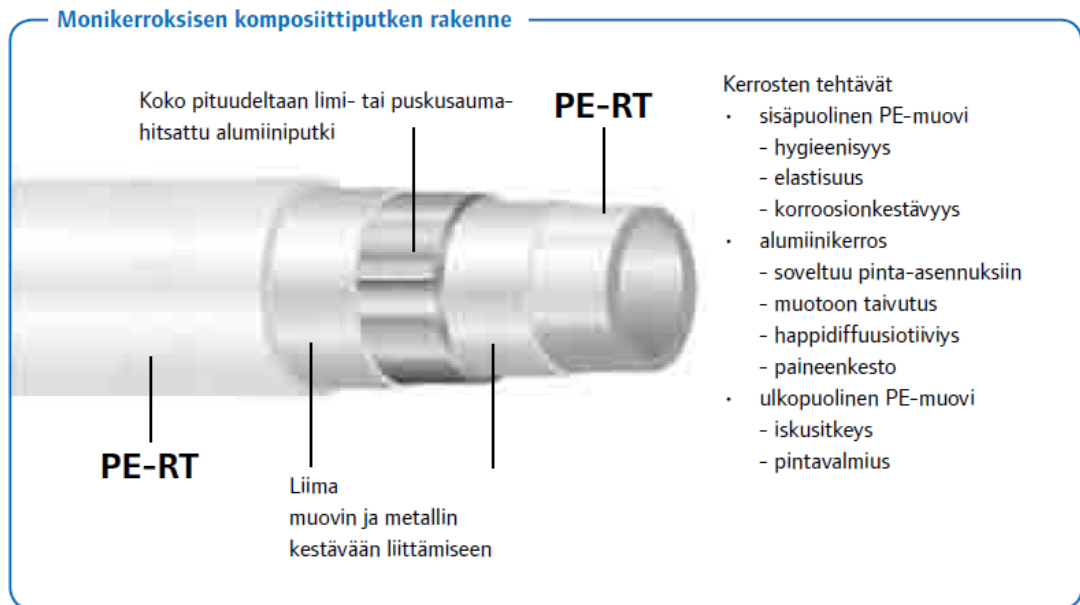 Monikerroksisen komposiittiputken rakenne
Koko pituudeltaan limi- tai puskusauma-
hitsattu alumiiniputki
PE-RT
PE-RT
Liima
muovin ja metallin
kestävään liittämiseen
Kerrosten tehtävät
· sisäpuolinen PE-muovi
- hygieenisyys
- elastisuus
- korroosionkestävyys
· alumiinikerros
- soveltuu pinta-asennuksiin
- muotoon taivutus
- happidiffuusiotiiviys
- paineenkesto
· ulkopuolinen PE-muovi
- iskusitkeys
- pintavalmius